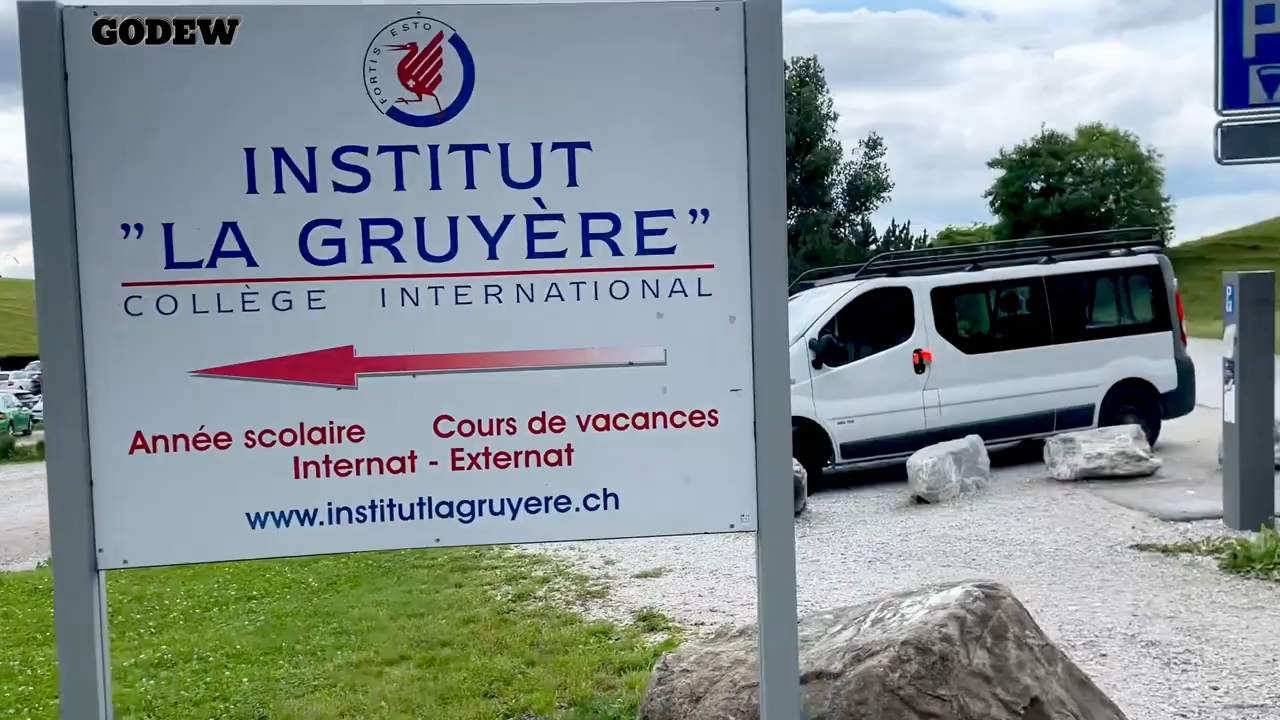 GODEW
FORTIS ESTO
INSTITUT
"LA GRUYÈRE"
COLLÈGE INTERNATIONAL
Année scolaire Cours de vacances
Internat - Externat
www.institutlagruyere.ch
P
P